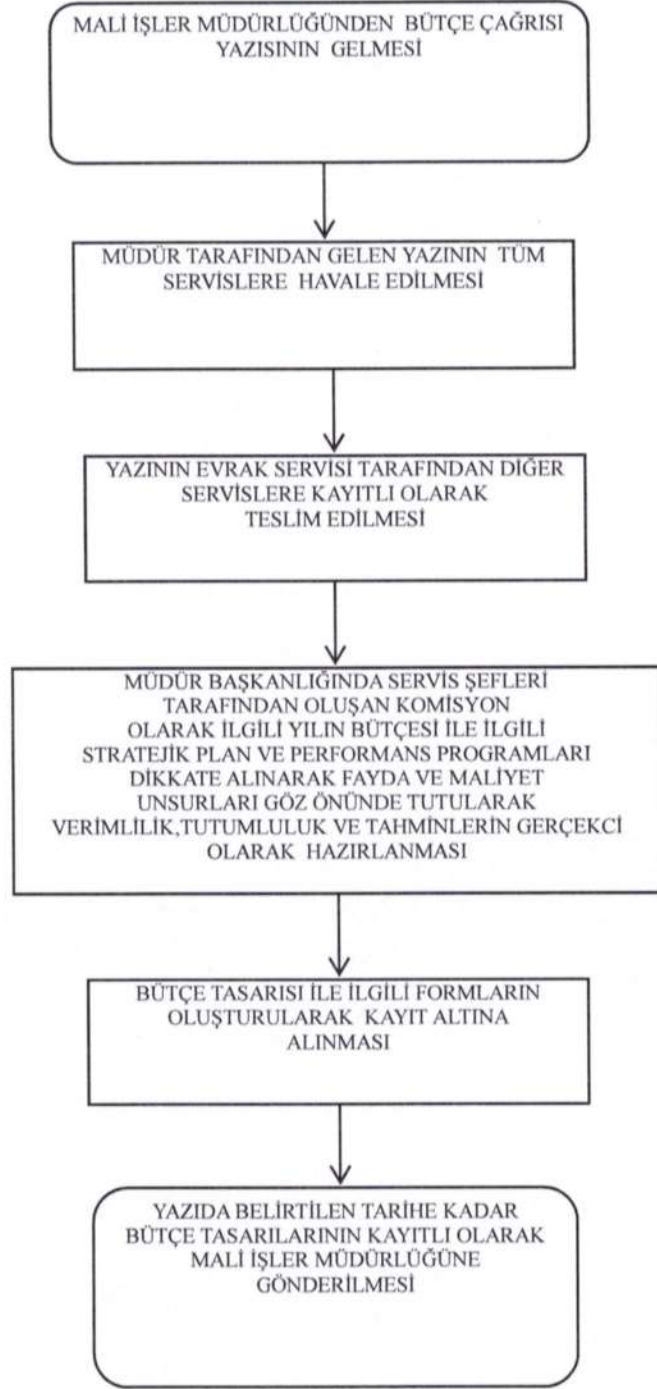 MALİ İŞLER MÜDÜRLÜĞÜNDEN BÜTÇE ÇAĞRISI
YAZISININ GELMESİ
MÜDÜR TARAFINDAN GELEN YAZININ TÜM
SERVİSLERE HAVALE EDİLMESİ
YAZININ EVRAK SERVİSİ TARAFINDAN DİĞER
SERVİSLERE KAYITLI OLARAK
TESLİM EDİLMESİ
MÜDÜR BAŞKANLIĞINDA SERVİS ŞEFLERİ
TARAFINDAN OLUŞAN KOMİSYON
OLARAK İLGİLİ YILIN BÜTÇESİ İLE İLGİLİ
STRATEJİK PLAN VE PERFORMANS PROGRAMLARI
DİKKATE ALINARAK FAYDA VE MALİYET
UNSURLARI GÖZ ÖNÜNDE TUTULARAK
VERİMLİLİK,TUTUMLULUK VE TAHMİNLERİN GERÇEKCİ
OLARAK HAZIRLANMASI
BÜTÇE TASARISI İLE İLGİLİ FORMLARIN
OLUŞTURULARAK KAYIT ALTINA
ALINMASI
YAZIDA BELİRTİLEN TARİHE KADAR
BÜTÇE TASARILARININ KAYITLI OLARAK
MALİ İŞLER MÜDÜRLÜĞÜNE
GÖNDERİLMESİ